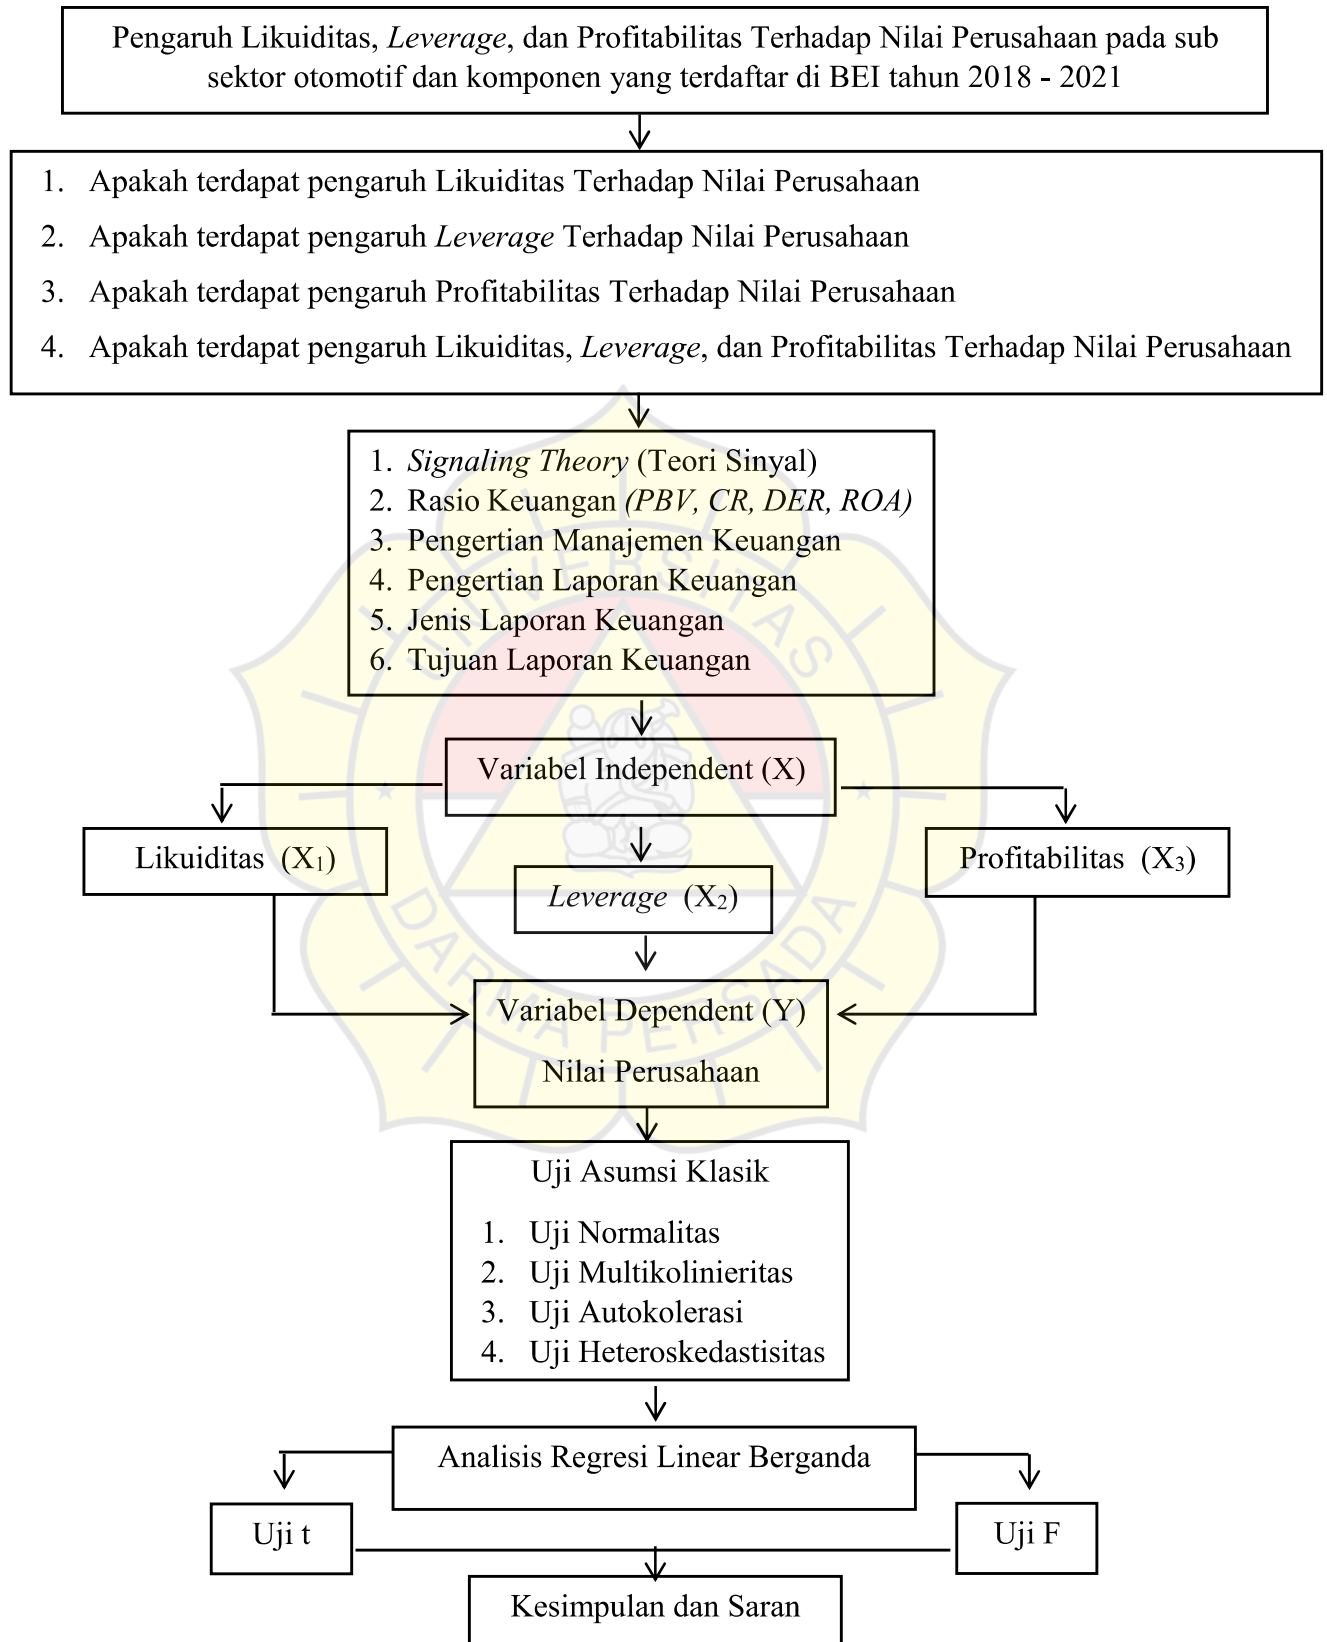 Pengaruh Likuiditas, Leverage, dan Profitabilitas Terhadap Nilai Perusahaan pada sub
sektor otomotif dan komponen yang terdaftar di BEI tahun 2018 - 2021
1. Apakah terdapat pengaruh Likuiditas Terhadap Nilai Perusahaan
2. Apakah terdapat pengaruh Leverage Terhadap Nilai Perusahaan
3. Apakah terdapat pengaruh Profitabilitas Terhadap Nilai Perusahaan
4. Apakah terdapat pengaruh Likuiditas, Leverage, dan Profitabilitas Terhadap Nilai Perusahaan
1. Signaling Theory (Teori Sinyal)
2. Rasio Keuangan (PBV, CR, DER, ROA)
3. Pengertian Manajemen Keuangan
4. Pengertian Laporan Keuangan
5. Jenis Laporan Keuangan
6. Tujuan Laporan Keuangan
UNIVERSITAS
Variabel Independent (X)
Likuiditas (X1)
Leverage (X2)
Profitabilitas (X3)
DARMA PERSADA
Variabel Dependent (Y)
Nilai Perusahaan
Uji Asumsi Klasik
1. Uji Normalitas
2. Uji Multikolinieritas
3. Uji Autokolerasi
4. Uji Heteroskedastisitas
Analisis Regresi Linear Berganda
Uji t
Uji F
Kesimpulan dan Saran